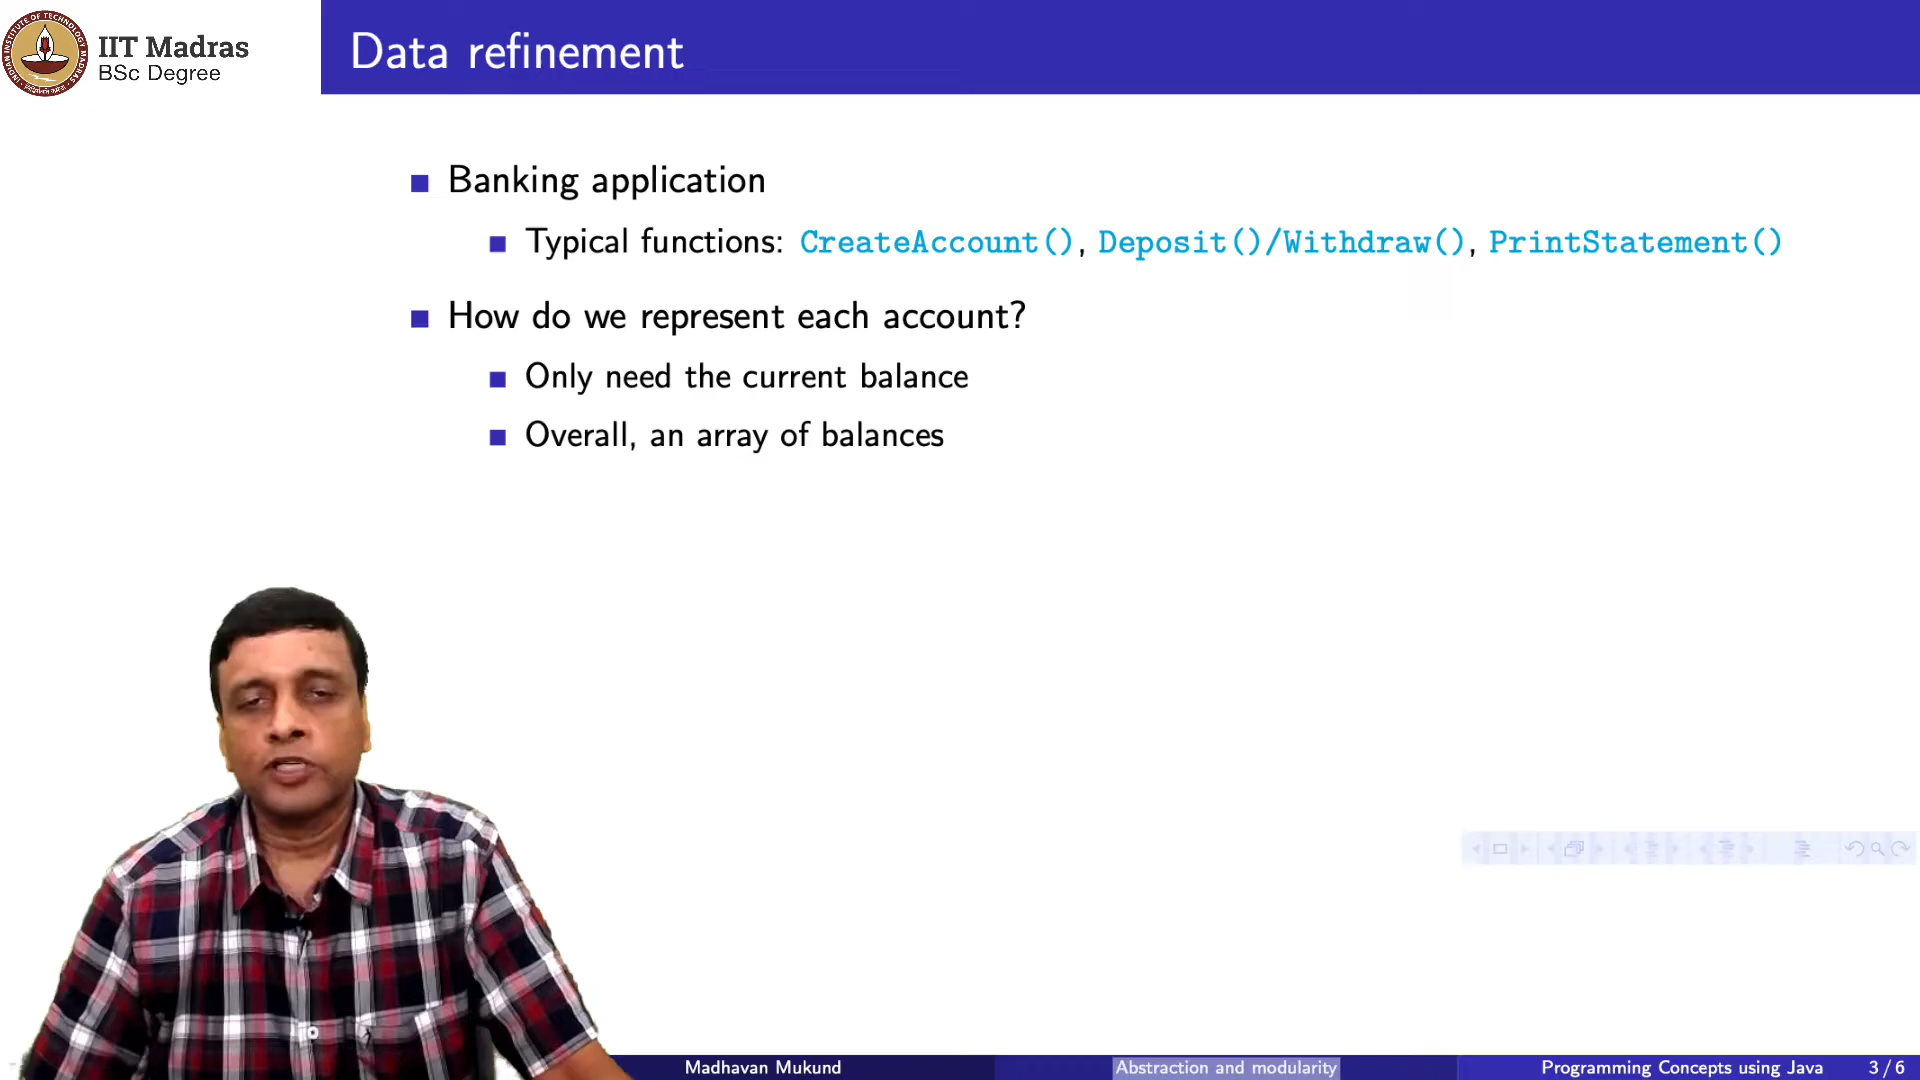 IIT Madras
BSc Degree
Data refinement
Banking application
Typical functions: CreateAccount(), Deposit()/Withdraw(), PrintStatement()
How do we represent each account?
Only need the current balance
Overall, an array of balances
Madhavan Mukund
Abstraction and modularity
Programming Concepts using Java
3 / 6